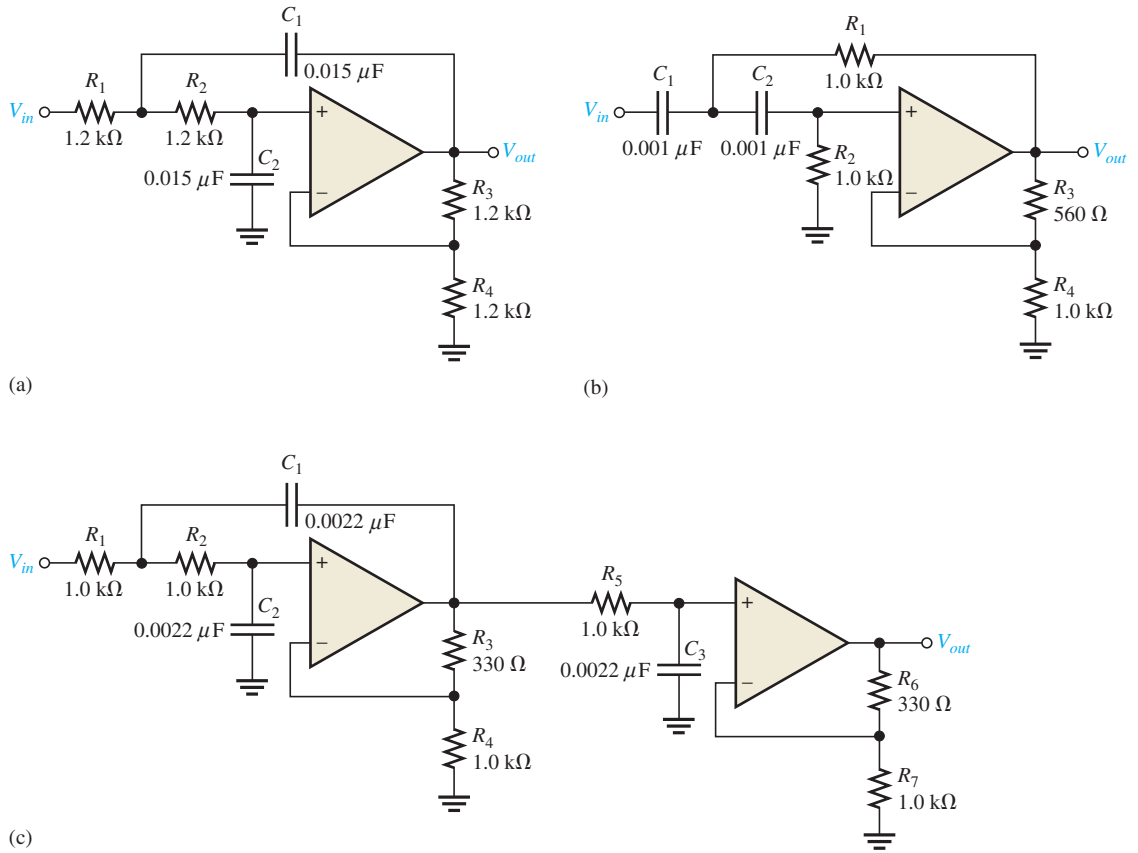 C1
0.015 µF
R1
1.2 kΩ
R2
1.2 kΩ
Vin
C2
0.015 µF
+
−
Vout
R3
1.2 kΩ
R4
1.2 kΩ
(a)
R1
1.0 kΩ
C1
0.001 µF
C2
0.001 µF
Vin
R2
1.0 kΩ
+
−
Vout
R3
560 Ω
R4
1.0 kΩ
(b)
C1
0.0022 µF
R1
1.0 kΩ
R2
1.0 kΩ
Vin
C2
0.0022 µF
+
−
R3
330 Ω
R4
1.0 kΩ
R5
1.0 kΩ
C3
0.0022 µF
+
−
Vout
R6
330 Ω
R7
1.0 kΩ
(c)